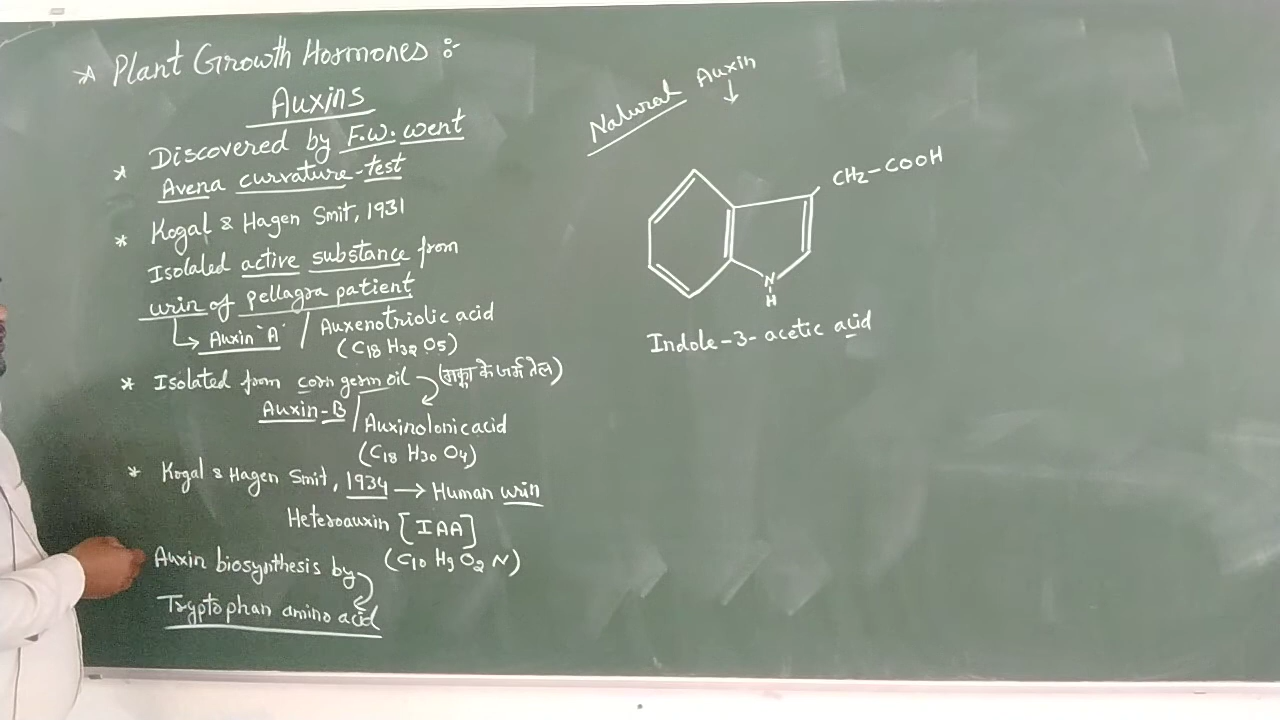 * Plant Growth Hormones :-
Auxins
* Discovered by F.W. Went
Avena curvature-test
* Kogal & Hagen Smit, 1931
Isolated active substance from
urin of pellagra patient
→ Auxin 'A' / Auxenotriolic acid
(C18 H32 O5)
* Isolated from corn germ oil (मक्का के जर्म तेल)
Auxin-B / Auxinolonic acid
(C18 H30 O4)
* Kogal & Hagen Smit, 1934 → Human urin
Heteroauxin [IAA]
(C10 H9 O2 N)
Auxin biosynthesis by
Tryptophan amino acid
Natural Auxin
↓
CH2-COOH
N
H
Indole-3-acetic acid